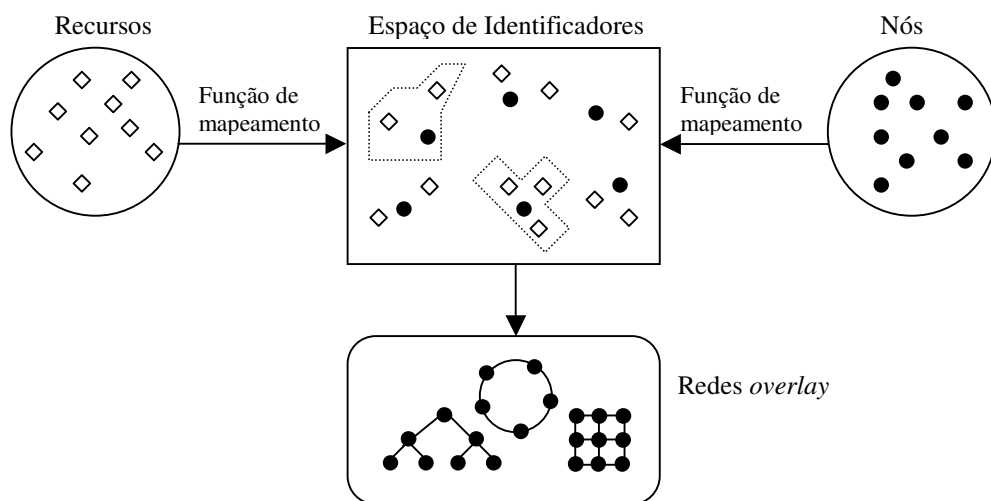 Recursos
Espaço de Identificadores
Nós
Função de
mapeamento
Função de
mapeamento
Redes overlay